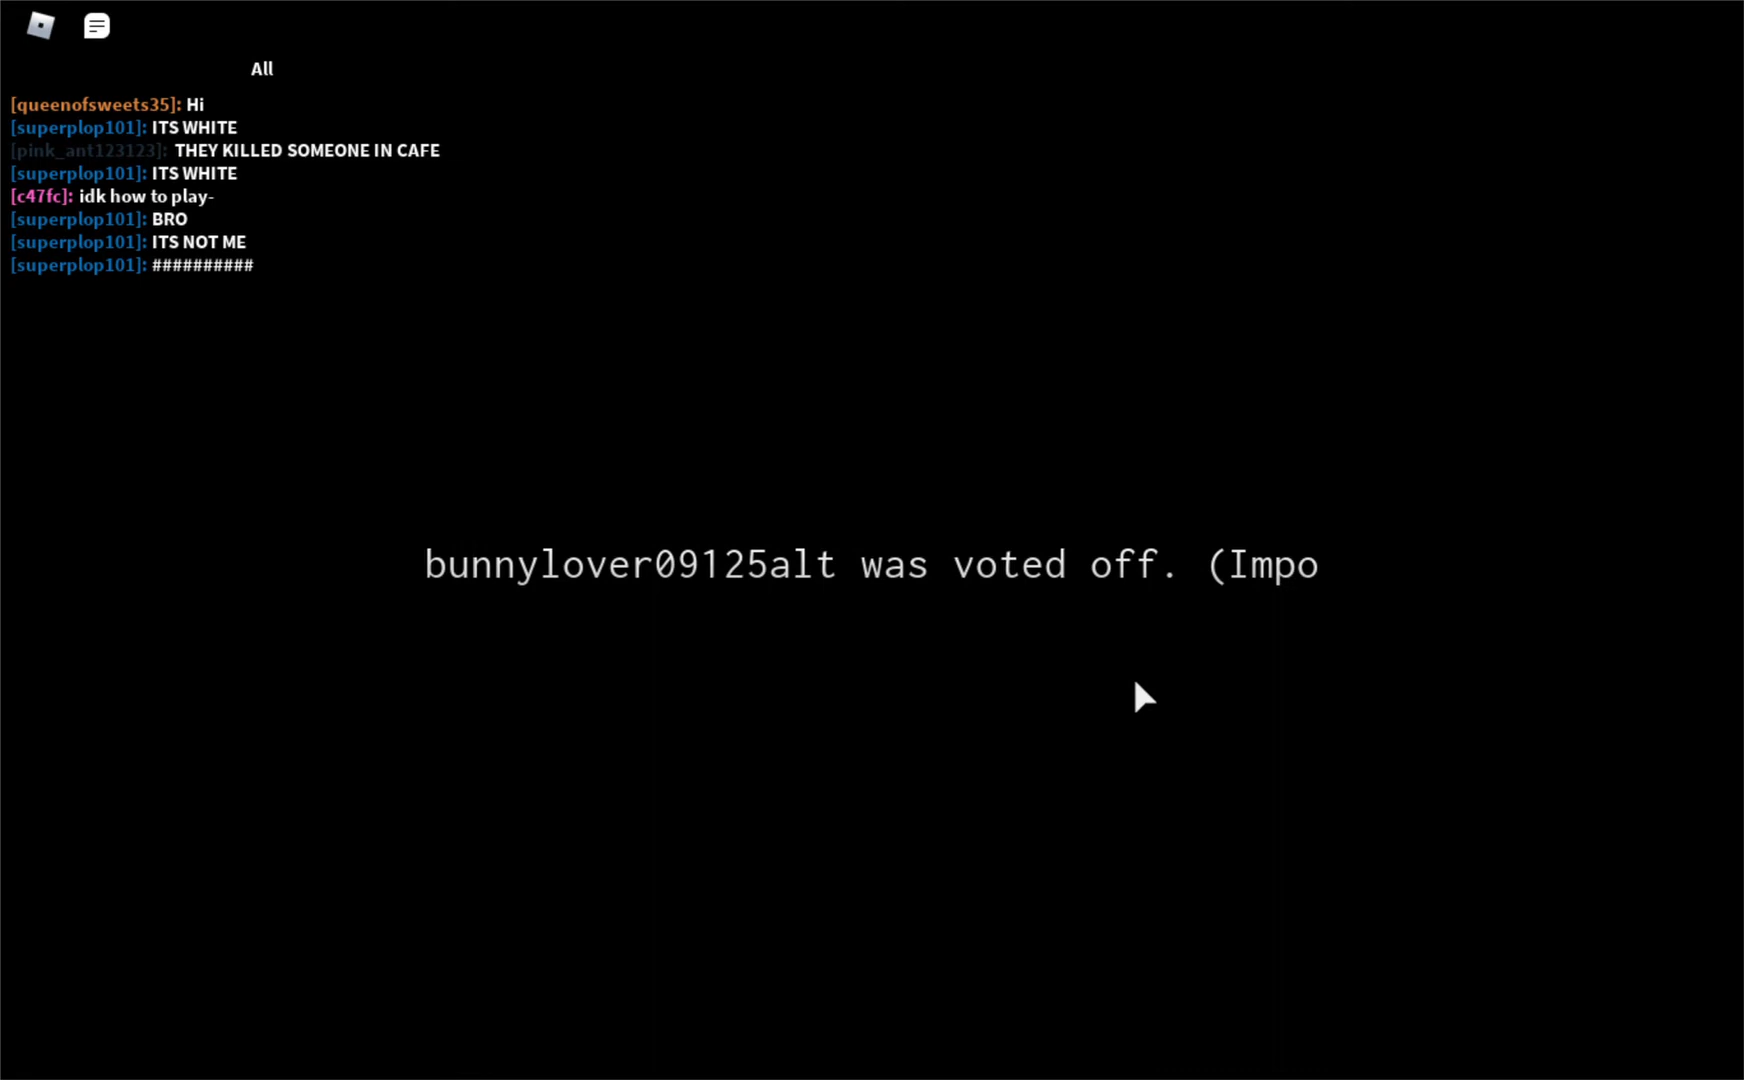 All
[queenofsweets35]: Hi
[superplop101]: ITS WHITE
[pink_ant123123]: THEY KILLED SOMEONE IN CAFE
[superplop101]: ITS WHITE
[c47fc]: idk how to play-
[superplop101]: BRO
[superplop101]: ITS NOT ME
[superplop101]: ##########
bunnylover09125alt was voted off. (Impo